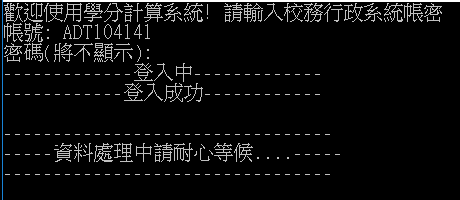 歡迎使用學分計算系統! 請輸入校務行政系統帳密
帳號: ADT104141
密碼(將不顯示):
-------------登入中-------------
------------登入成功------------
---------------------------------
-----資料處理中請耐心等候....-----
---------------------------------